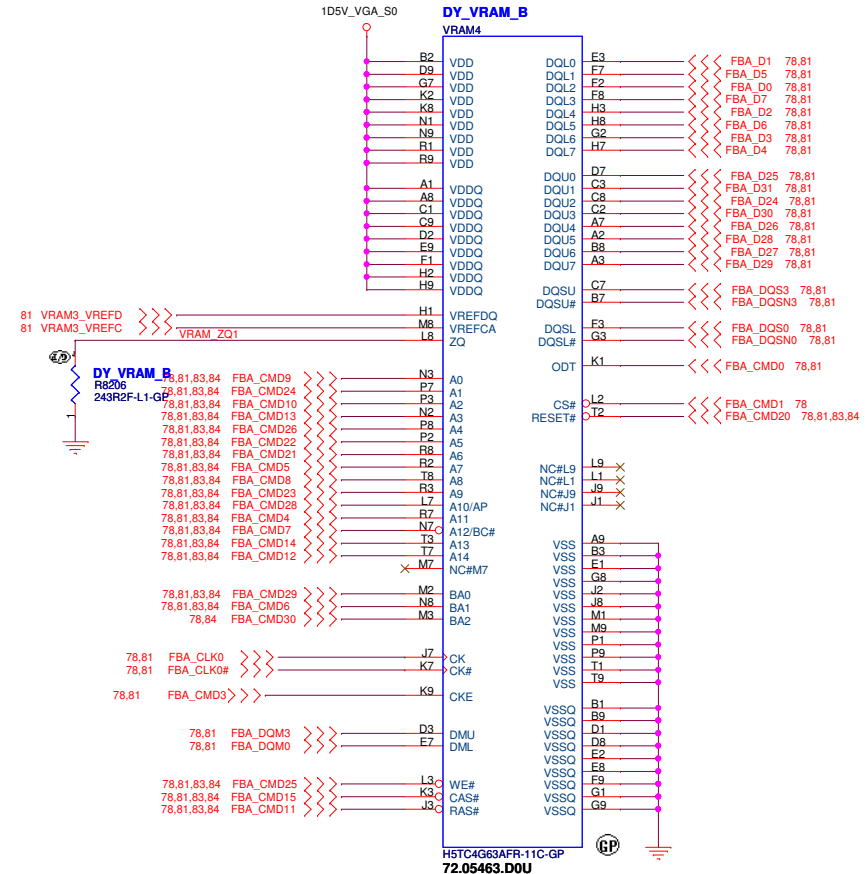 1D5V_VGA_S0
DY_VRAM_B
VRAM4
B2 VDD DQL0 E3 FBA_D1 78,81
D9 VDD DQL1 F7 FBA_D5 78,81
G7 VDD DQL2 F2 FBA_D0 78,81
K2 VDD DQL3 F8 FBA_D7 78,81
K8 VDD DQL4 H3 FBA_D2 78,81
N1 VDD DQL5 H8 FBA_D6 78,81
N9 VDD DQL6 G2 FBA_D3 78,81
R1 VDD DQL7 H7 FBA_D4 78,81
R9 VDD
DQU0 D7 FBA_D25 78,81
A1 VDDQ DQU1 C3 FBA_D31 78,81
A8 VDDQ DQU2 C8 FBA_D24 78,81
C1 VDDQ DQU3 C2 FBA_D30 78,81
C9 VDDQ DQU4 A7 FBA_D26 78,81
D2 VDDQ DQU5 A2 FBA_D28 78,81
E9 VDDQ DQU6 B8 FBA_D27 78,81
F1 VDDQ DQU7 A3 FBA_D29 78,81
H2 VDDQ
H9 VDDQ DQSU C7 FBA_DQS3 78,81
DQSU# B7 FBA_DQSN3 78,81
81 VRAM3_VREFD H1 VREFDQ
81 VRAM3_VREFC M8 VREFCA DQSL F3 FBA_DQS0 78,81
VRAM_ZQ1 L8 ZQ DQSL# G3 FBA_DQSN0 78,81
ODT K1 FBA_CMD0 78,81
DY_VRAM_B
R8206
243R2F-L1-GP
1
78,81,83,84 FBA_CMD9 N3 A0
78,81,83,84 FBA_CMD24 P7 A1
78,81,83,84 FBA_CMD10 P3 A2 CS# L2 FBA_CMD1 78
78,81,83,84 FBA_CMD13 N2 A3 RESET# T2 FBA_CMD20 78,81,83,84
78,81,83,84 FBA_CMD26 P8 A4
78,81,83,84 FBA_CMD22 P2 A5
78,81,83,84 FBA_CMD21 R8 A6
78,81,83,84 FBA_CMD5 R2 A7 NC#L9 L9
78,81,83,84 FBA_CMD8 T8 A8 NC#L1 L1
78,81,83,84 FBA_CMD23 R3 A9 NC#J9 J9
78,81,83,84 FBA_CMD28 L7 A10/AP NC#J1 J1
78,81,83,84 FBA_CMD4 R7 A11
78,81,83,84 FBA_CMD7 N7 A12/BC#
78,81,83,84 FBA_CMD14 T3 A13 VSS A9
78,81,83,84 FBA_CMD12 T7 A14 VSS B3
M7 NC#M7 VSS E1
VSS G8
78,81,83,84 FBA_CMD29 M2 BA0 VSS J2
78,81,83,84 FBA_CMD6 N8 BA1 VSS J8
78,84 FBA_CMD30 M3 BA2 VSS M1
VSS M9
VSS P1
78,81 FBA_CLK0 J7 CK VSS P9
78,81 FBA_CLK0# K7 CK# VSS T1
VSS T9
78,81 FBA_CMD3 K9 CKE
VSSQ B1
VSSQ B9
78,81 FBA_DQM3 D3 DMU VSSQ D1
78,81 FBA_DQM0 E7 DML VSSQ D8
VSSQ E2
VSSQ E8
78,81,83,84 FBA_CMD25 L3 WE# VSSQ F9
78,81,83,84 FBA_CMD15 K3 CAS# VSSQ G1
78,81,83,84 FBA_CMD11 J3 RAS# VSSQ G9
GP
H5TC4G63AFR-11C-GP
72.05463.D0U